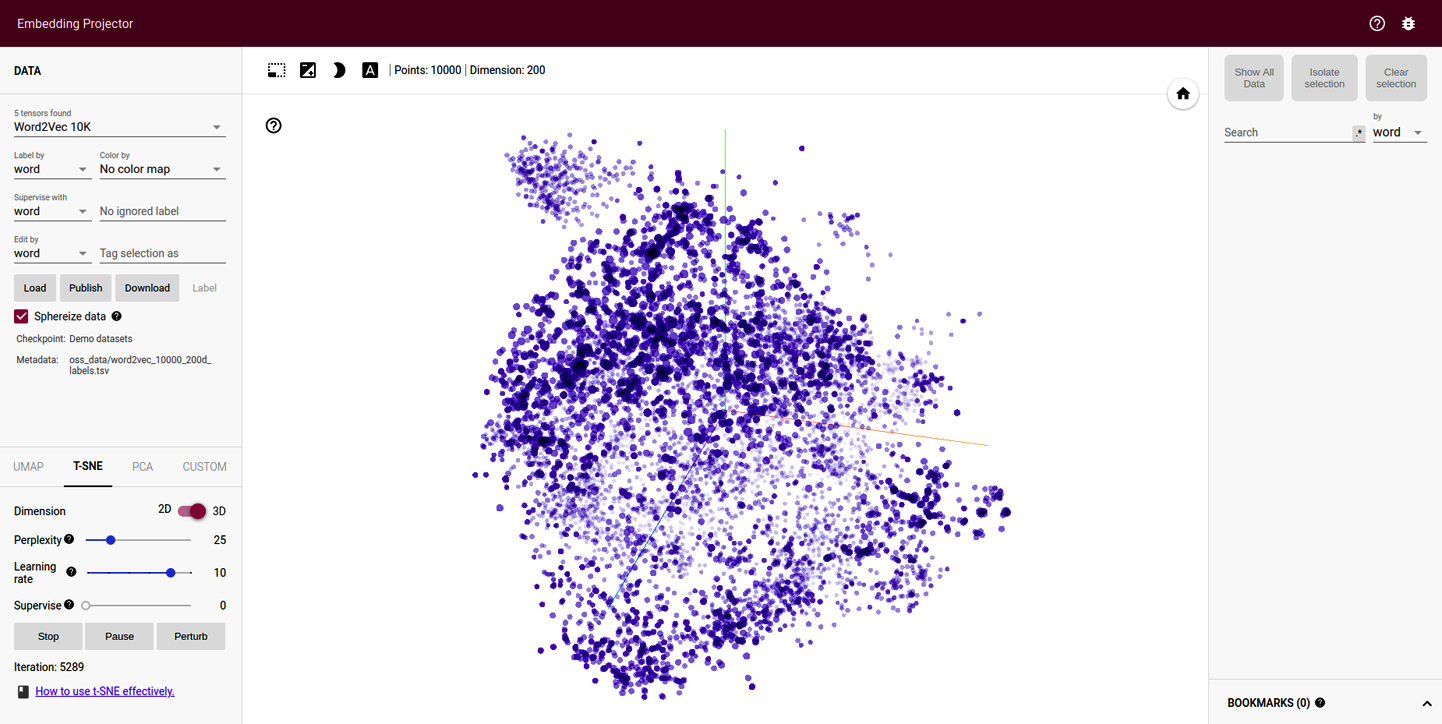 Embedding Projector
DATA
5 tensors found
Word2Vec 10K
Label by
word
Color by
No color map
Supervise with
word
No ignored label
Edit by
word
Tag selection as
Load
Publish
Download
Label
Sphereize data
Checkpoint: Demo datasets
Metadata: oss_data/word2vec_10000_200d_
labels.tsv
UMAP
T-SNE
PCA
CUSTOM
Dimension 2D 3D
Perplexity 25
Learning
rate 10
Supervise 0
Stop
Pause
Perturb
Iteration: 5289
How to use t-SNE effectively.
A
Points: 10000 | Dimension: 200
Show All
Data
Isolate
selection
Clear
selection
Search
.*
by
word
BOOKMARKS (0)